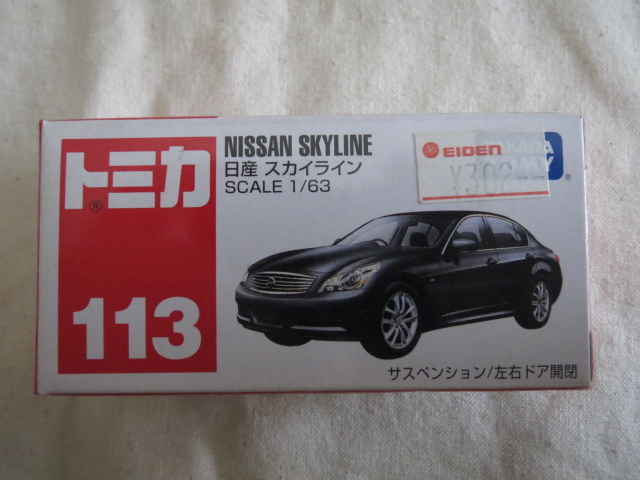 トミカ
®
113
NISSAN SKYLINE
日産 スカイライン
SCALE 1/63
EIDEN
®
サスペンション/左右ドア開閉